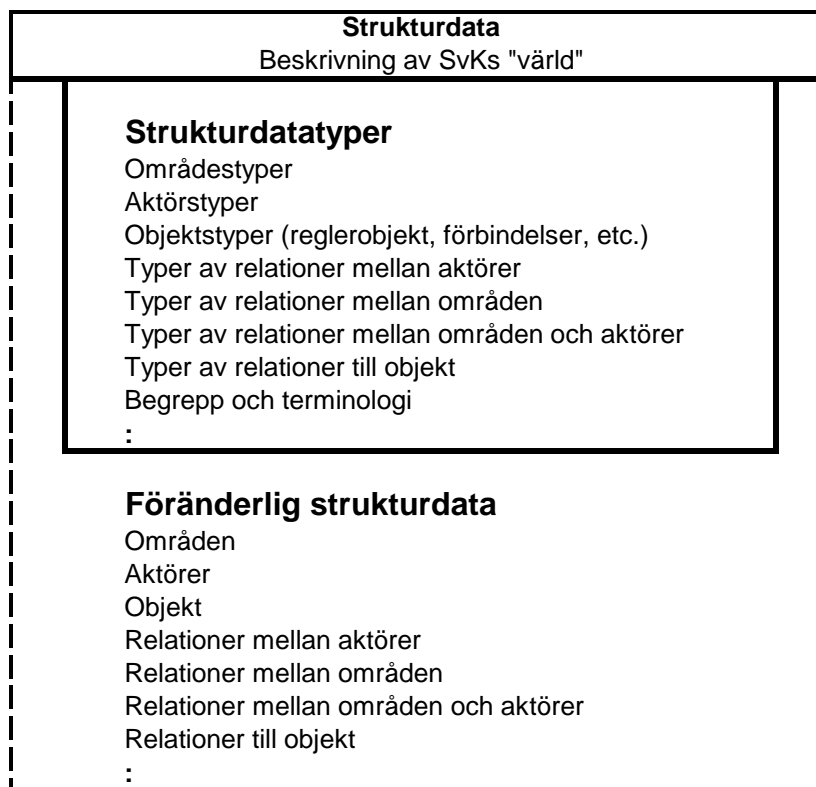 Strukturdata
Beskrivning av SvKs "värld"
Strukturdatatyper
Områdestyper
Aktörstyper
Objektstyper (reglerobjekt, förbindelser, etc.)
Typer av relationer mellan aktörer
Typer av relationer mellan områden
Typer av relationer mellan områden och aktörer
Typer av relationer till objekt
Begrepp och terminologi
:
Föränderlig strukturdata
Områden
Aktörer
Objekt
Relationer mellan aktörer
Relationer mellan områden
Relationer mellan områden och aktörer
Relationer till objekt
: